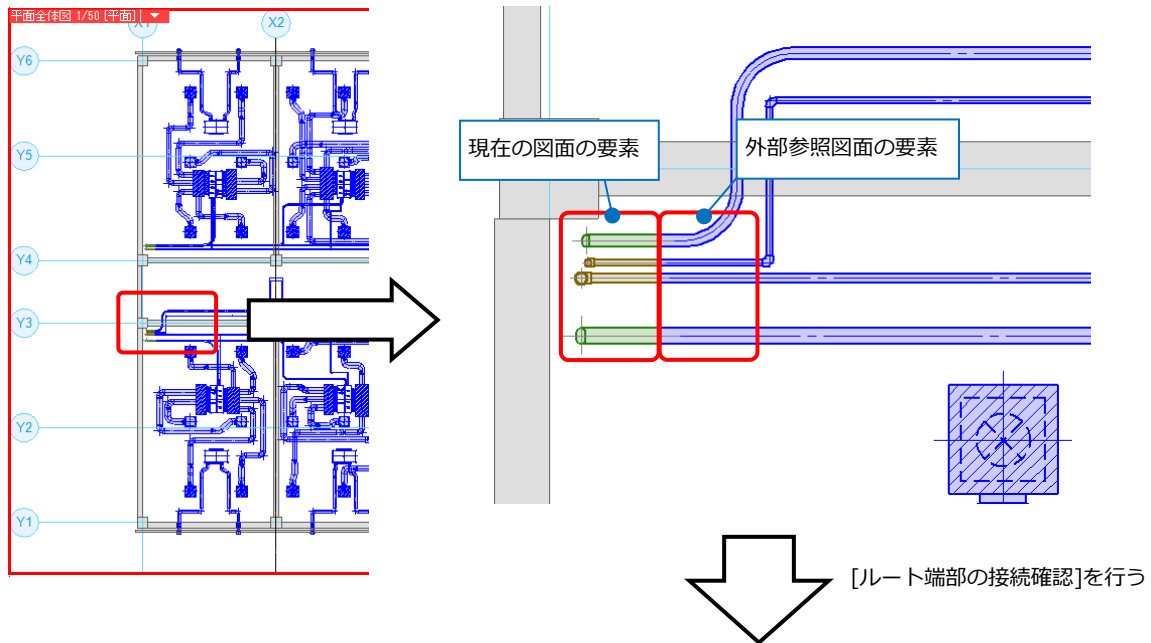 平面全体図 1/50 [平面]
X1
X2
Y6
Y5
Y4
Y3
Y2
Y1
現在の図面の要素
外部参照図面の要素
[ルート端部の接続確認]を行う